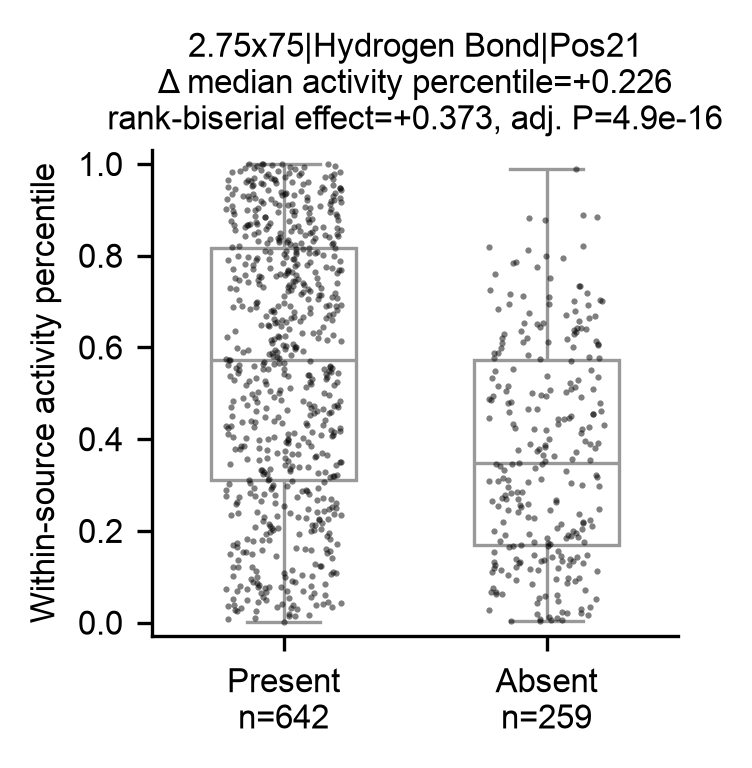 2.75x75|Hydrogen Bond|Pos21
Δ median activity percentile=+0.226
rank-biserial effect=+0.373, adj. P=4.9e-16
Within-source activity percentile
1.0
0.8
0.6
0.4
0.2
0.0
Present
n=642
Absent
n=259